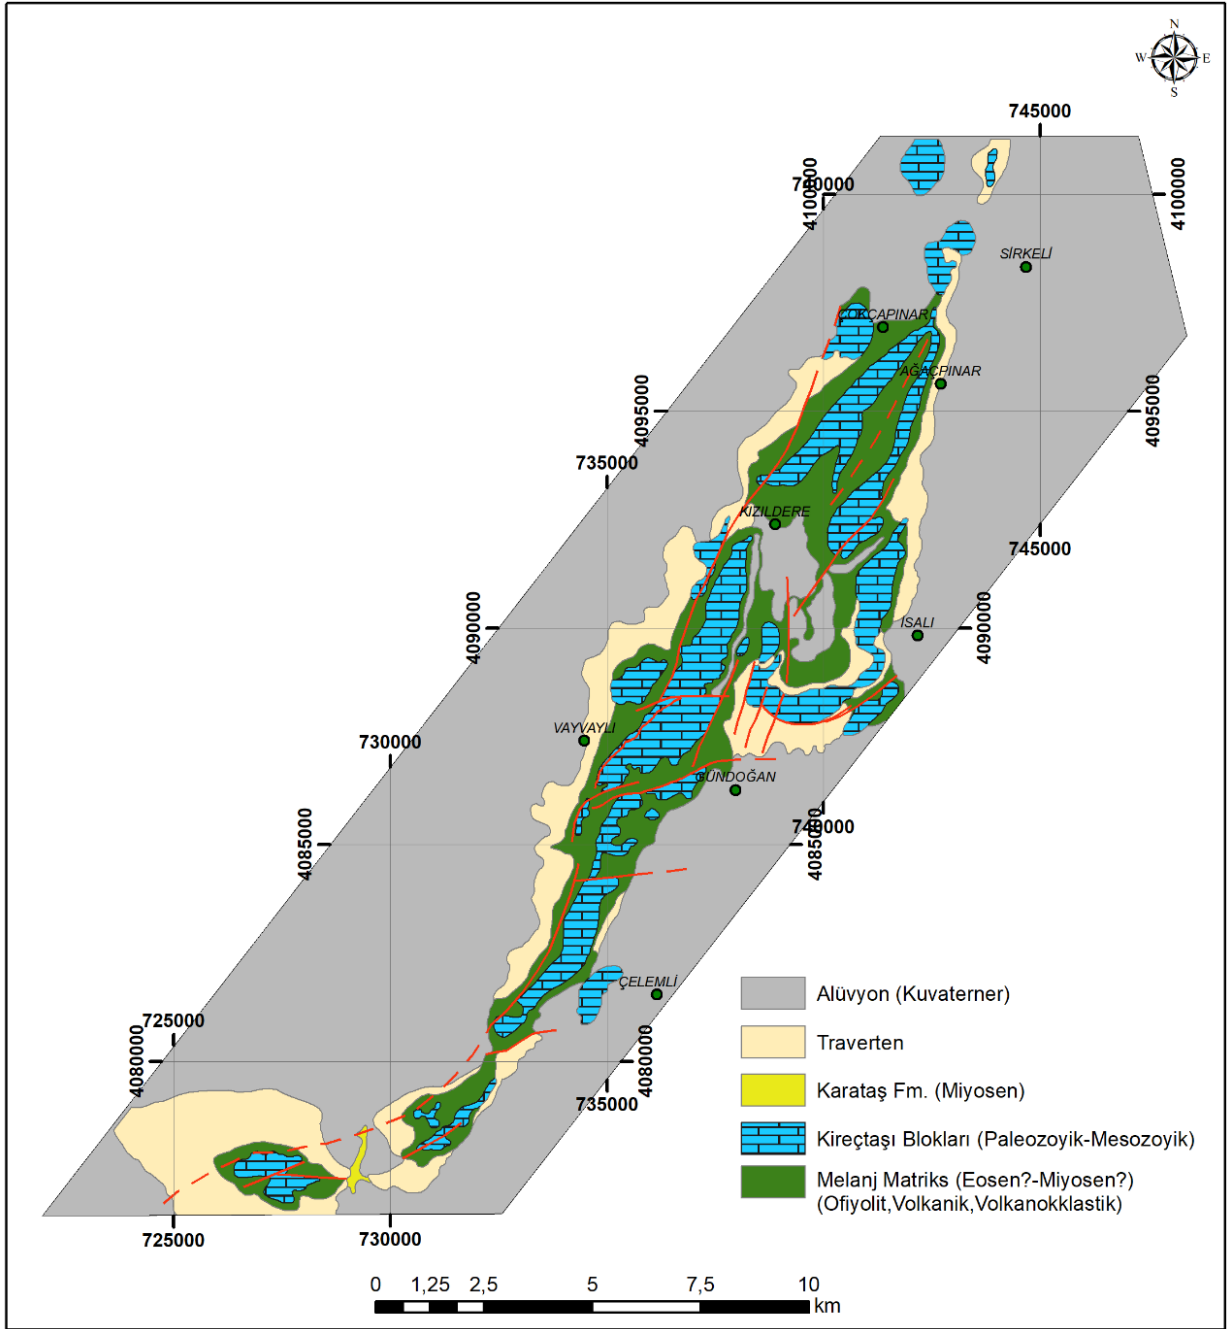 N
W E
S
745000
740000
4100000
4100000
SİRKELİ
ÇOKÇAPINAR
AĞAÇPINAR
4095000
4095000
735000
KIZILDERE
745000
4090000
İSALI
4090000
VAYVAYLI
730000
GÜNDOĞAN
740000
4085000
4085000
ÇELEMLİ
725000
4080000
4080000
735000
725000
730000
Alüvyon (Kuvaterner)
Traverten
Karataş Fm. (Miyosen)
Kireçtaşı Blokları (Paleozoyik-Mesozoyik)
Melanj Matriks (Eosen?-Miyosen?)
(Ofiyolit,Volkanik,Volkanokklastik)
0 1,25 2,5 5 7,5 10
km